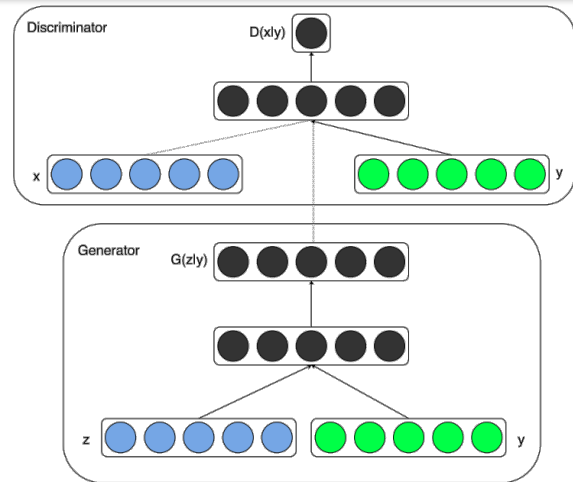 Discriminator
D(x|y)
x
y
Generator
G(z|y)
z
y